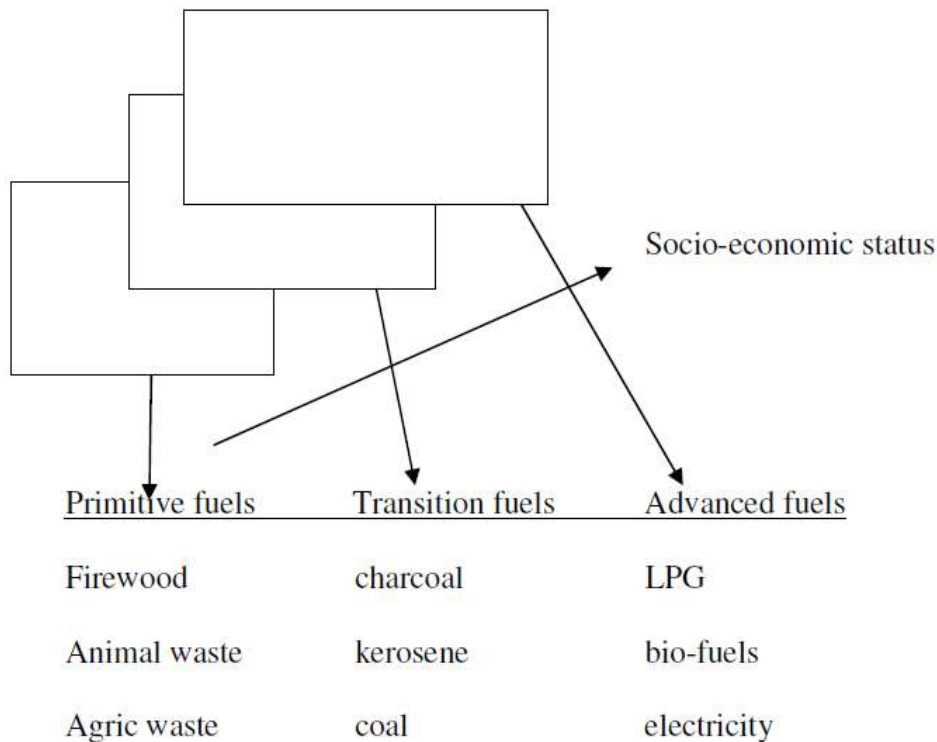 Socio-economic status
Primitive fuels Transition fuels Advanced fuels
Firewood charcoal LPG
Animal waste kerosene bio-fuels
Agric waste coal electricity